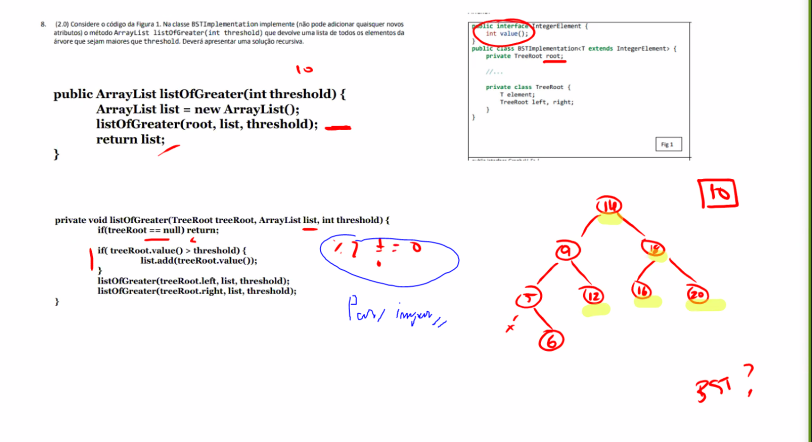 8. (2.0) Considere o código da Figura 1. Na classe BSTImplementation implemente (não pode adicionar quaisquer novos
atributos) o método ArrayList listOfGreater(int threshold) que devolve uma lista de todos os elementos da
árvore que sejam maiores que threshold. Deverá apresentar uma solução recursiva.
10
public ArrayList listOfGreater(int threshold) {
ArrayList list = new ArrayList();
listOfGreater(root, list, threshold);
return list;
}
public interface IntegerElement {
int value();
}
public class BSTImplementation<T extends IntegerElement> {
private TreeRoot root;
//...
private class TreeRoot {
T element;
TreeRoot left, right;
}
}
Fig 1
private void listOfGreater(TreeRoot treeRoot, ArrayList list, int threshold) {
if(treeRoot == null) return;
if( treeRoot.value() > threshold) {
list.add(treeRoot.value());
}
listOfGreater(treeRoot.left, list, threshold);
listOfGreater(treeRoot.right, list, threshold);
}
= 0
Par/
10
14
9
12
16
20
6
BST ?